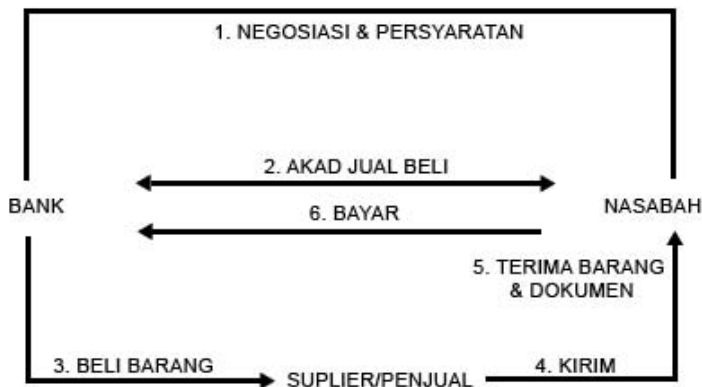 1. NEGOSIASI & PERSYARATAN
2. AKAD JUAL BELI
BANK
6. BAYAR
NASABAH
5. TERIMA BARANG
& DOKUMEN
3. BELI BARANG
SUPLIER/PENJUAL
4. KIRIM